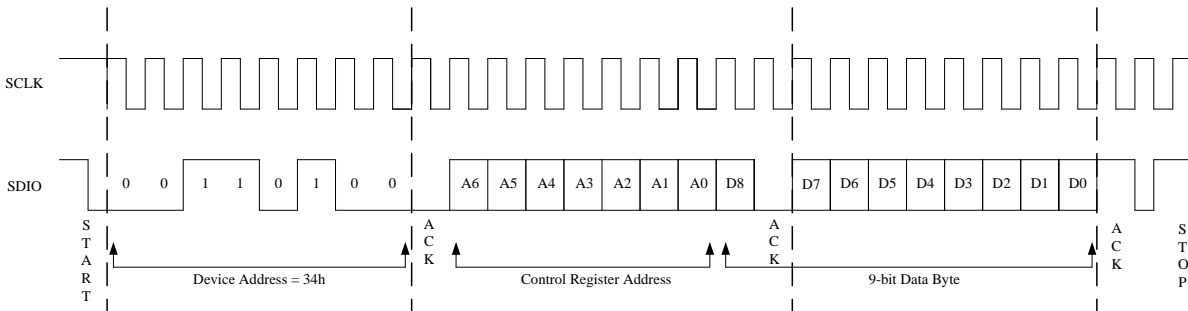 SCLK
SDIO
0 0 1 1 0 1 0 0
A6 A5 A4 A3 A2 A1 A0 D8
D7 D6 D5 D4 D3 D2 D1 D0
START
ACK
ACK
ACK
STOP
Device Address = 34h
Control Register Address
9-bit Data Byte